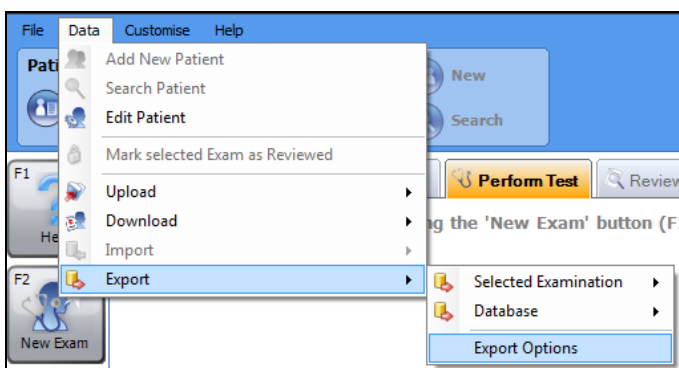 File Data Customise Help
Pati
Add New Patient
Search Patient
Edit Patient
Mark selected Exam as Reviewed
Upload
Download
Import
Export
New
Search
F1
He
F2
New Exam
Perform Test
Review
ng the 'New Exam' button (F
Selected Examination
Database
Export Options